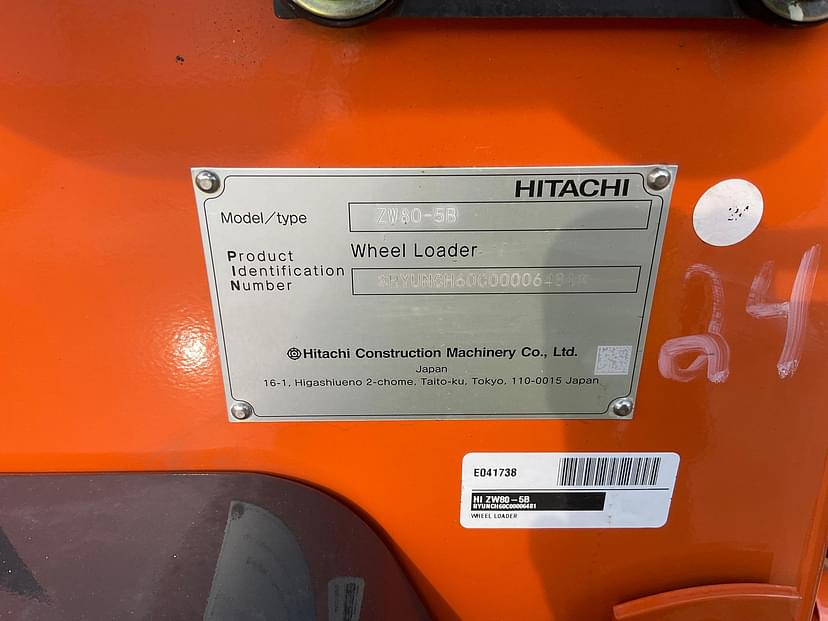 HITACHI
Model/type ZW80-5B
Wheel Loader
Product
Identification
Number
Hitachi Construction Machinery Co., Ltd.
Japan
16-1, Higashiueno 2-chome, Taito-ku, Tokyo, 110-0015 Japan
24
E041738
HI ZW80-5B
RYUNCH60C00006481
WHEEL LOADER